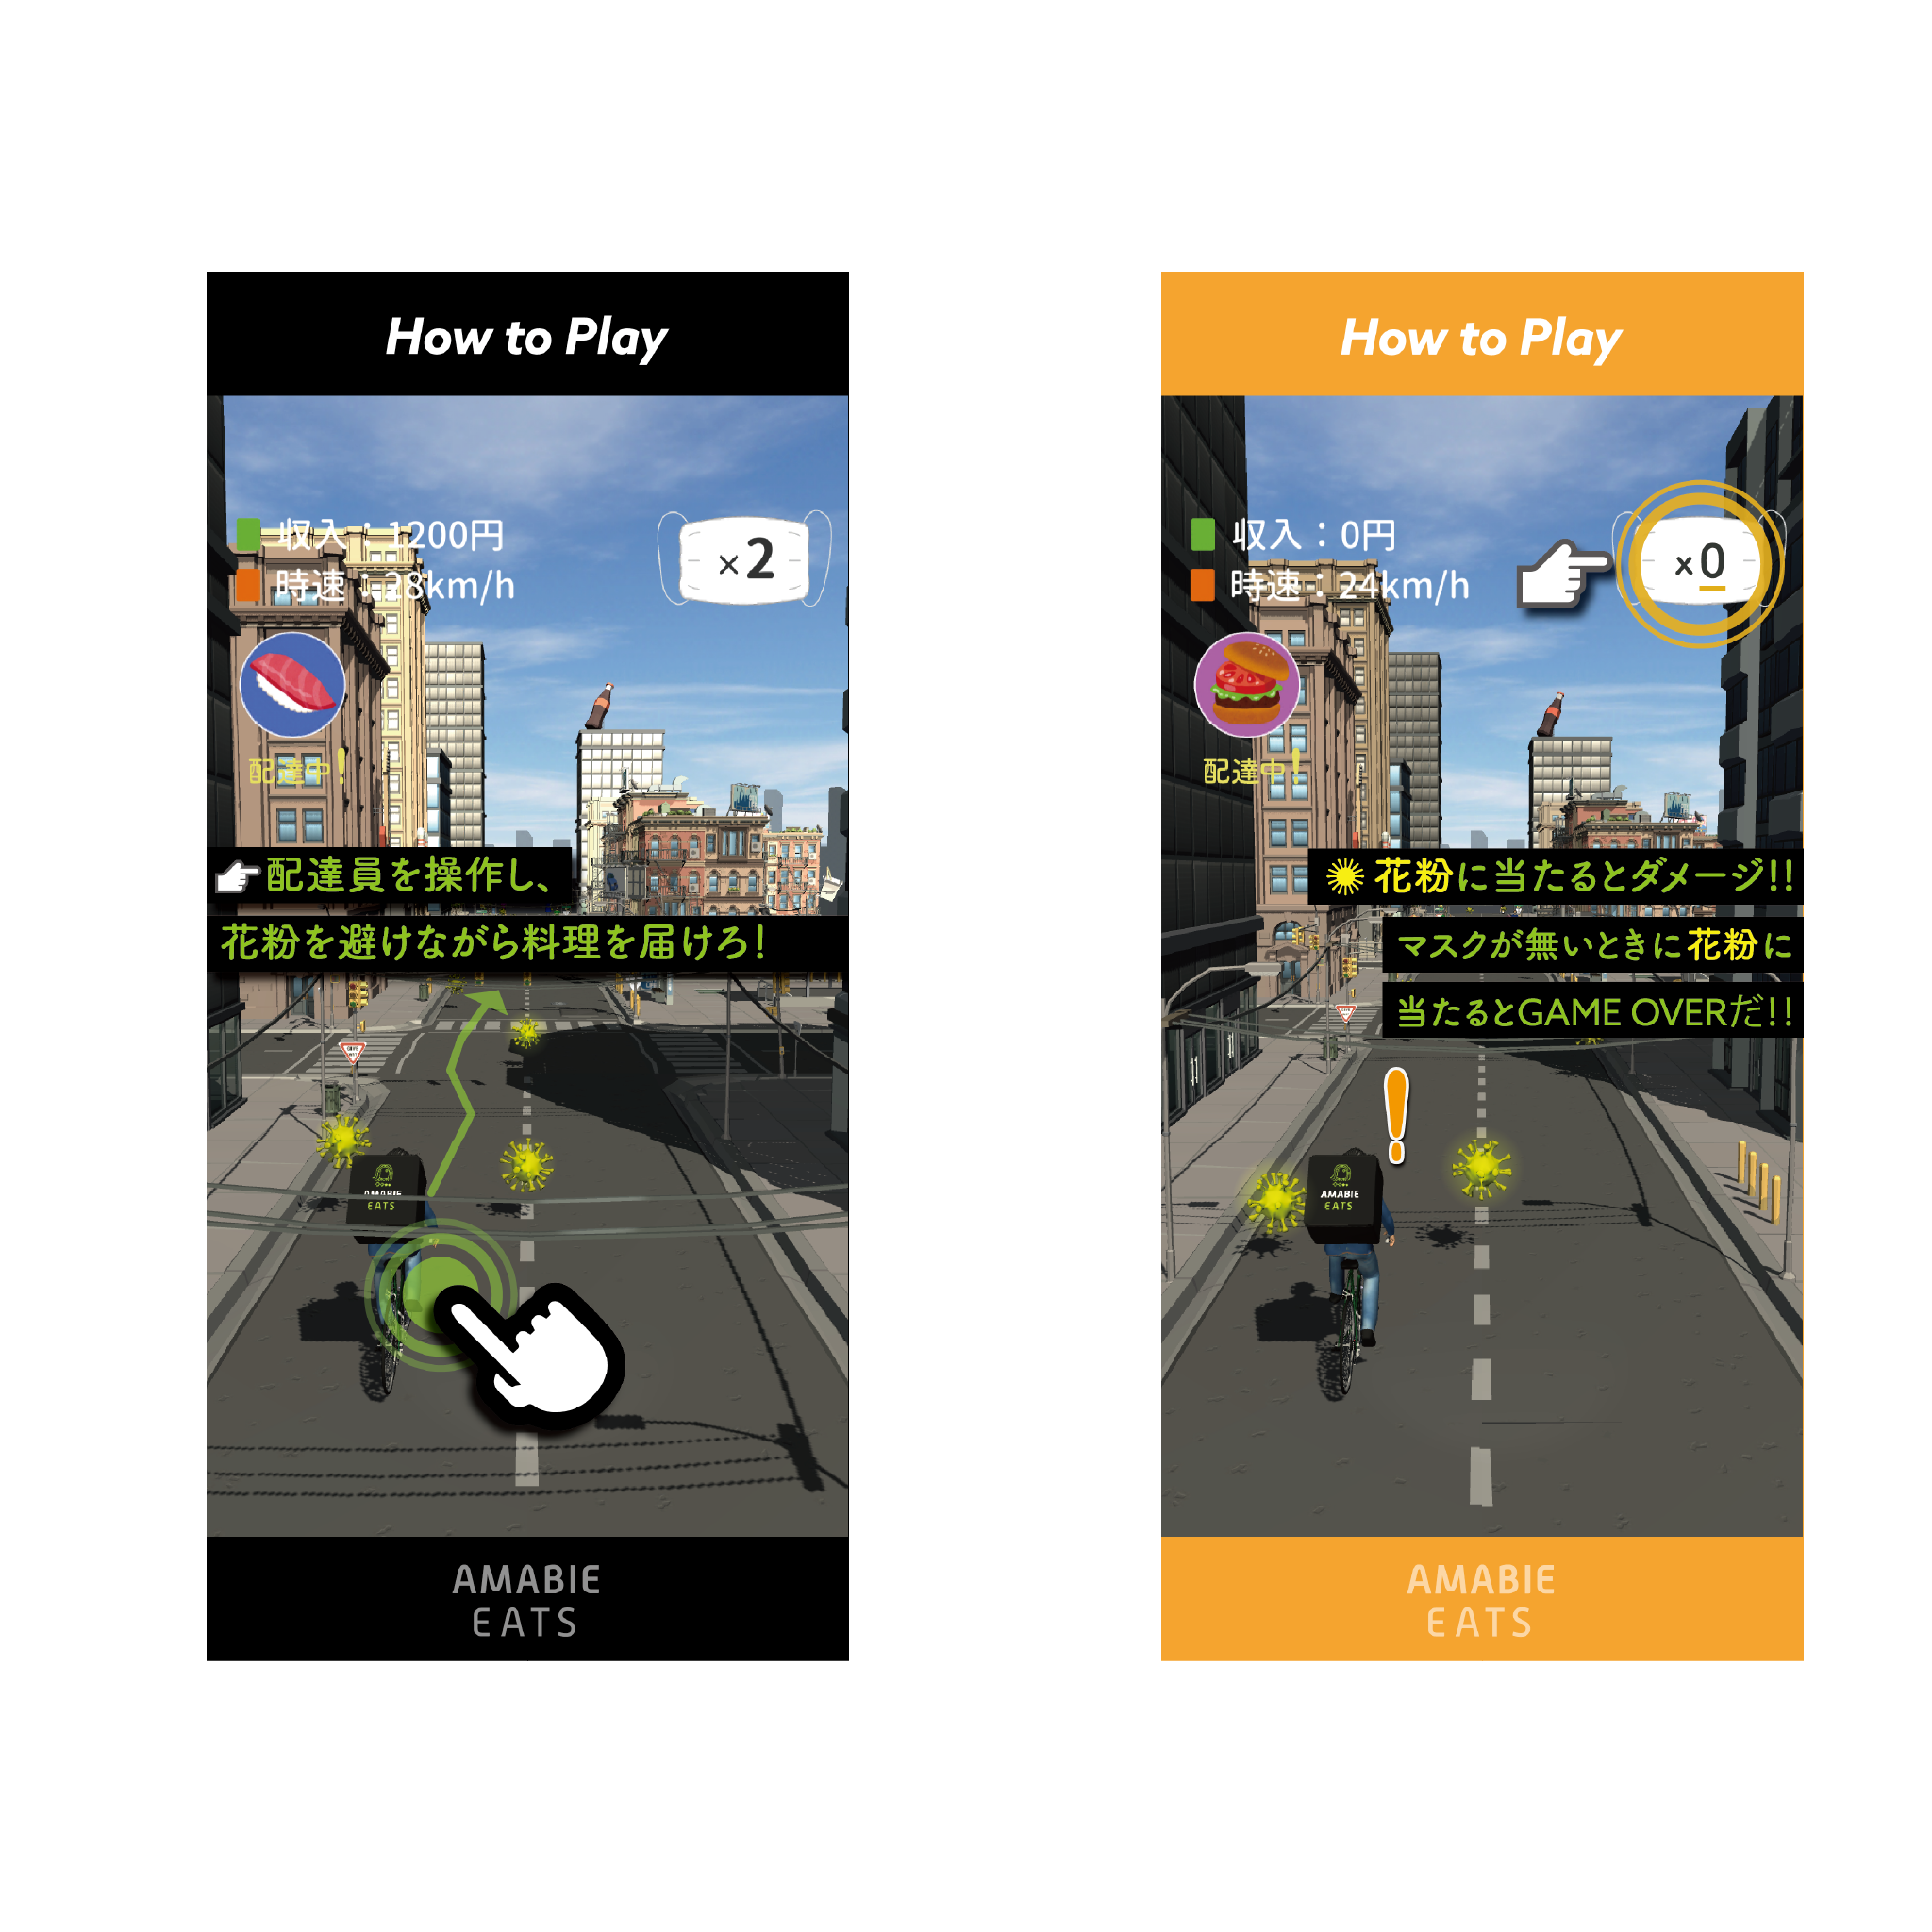 How to Play
収入：1200円
時速：28km/h
×2
配達中！
配達員を操作し、
花粉を避けながら料理を届けろ！
AMABIE
EATS
AMABIE
EATS
How to Play
収入：0円
時速：24km/h
×0
配達中！
花粉に当たるとダメージ!!
マスクが無いときに花粉に
当たるとGAME OVERだ!!
AMABIE
EATS
AMABIE
EATS